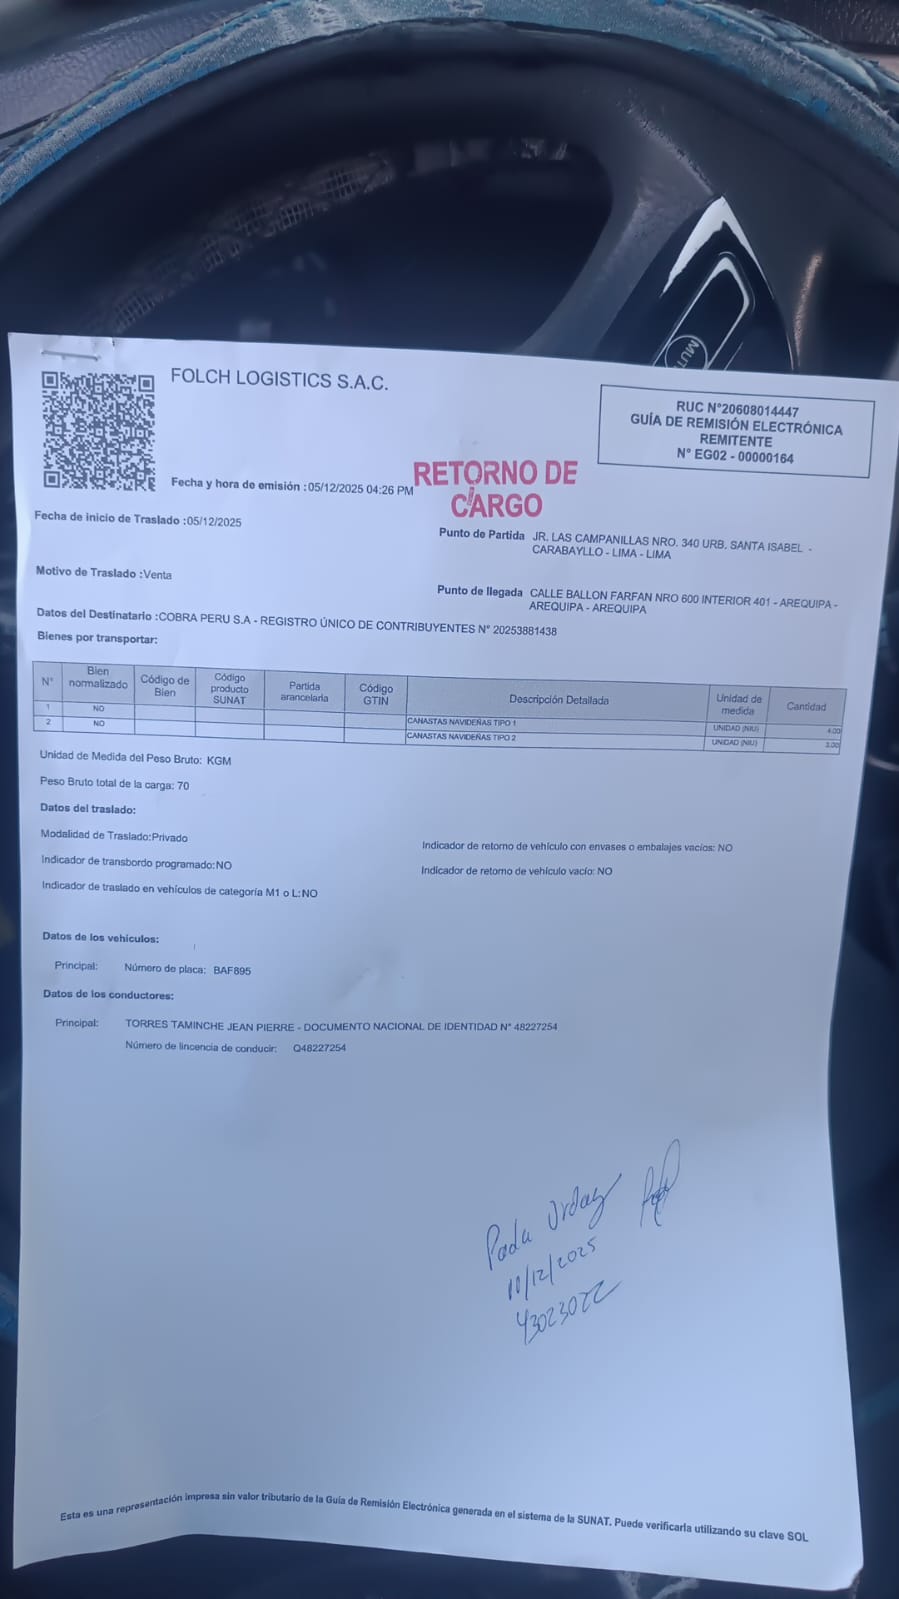 MUT
FOLCH LOGISTICS S.A.C.
RUC N°20608014447
GUÍA DE REMISIÓN ELECTRÓNICA
REMITENTE
N° EG02 - 00000164
Fecha y hora de emisión :05/12/2025 04:26 PM
RETORNO DE
CARGO
Fecha de inicio de Traslado :05/12/2025
Punto de Partida JR. LAS CAMPANILLAS NRO. 340 URB. SANTA ISABEL -
CARABAYLLO - LIMA - LIMA
Motivo de Traslado :Venta
Punto de llegada CALLE BALLON FARFAN NRO 600 INTERIOR 401 - AREQUIPA -
AREQUIPA - AREQUIPA
Datos del Destinatario :COBRA PERU S.A - REGISTRO ÚNICO DE CONTRIBUYENTES N° 20253881438
Bienes por transportar:
N° Bien normalizado Código de Bien Código producto SUNAT Partida arancelaria Código GTIN Descripción Detallada Unidad de medida Cantidad
1 NO CANASTAS NAVIDEÑAS TIPO 1 UNIDAD (NIU) 4.00
2 NO CANASTAS NAVIDEÑAS TIPO 2 UNIDAD (NIU) 3.00
Unidad de Medida del Peso Bruto: KGM
Peso Bruto total de la carga: 70
Datos del traslado:
Modalidad de Traslado:Privado
Indicador de retorno de vehículo con envases o embalajes vacíos: NO
Indicador de transbordo programado:NO
Indicador de retorno de vehículo vacío: NO
Indicador de traslado en vehículos de categoría M1 o L:NO
Datos de los vehículos:
Principal: Número de placa: BAF895
Datos de los conductores:
Principal: TORRES TAMINCHE JEAN PIERRE - DOCUMENTO NACIONAL DE IDENTIDAD N° 48227254
Número de lincencia de conducir: Q48227254
11/12/2025
43023022
Esta es una representación impresa sin valor tributario de la Guía de Remisión Electrónica generada en el sistema de la SUNAT. Puede verificarla utilizando su clave SOL